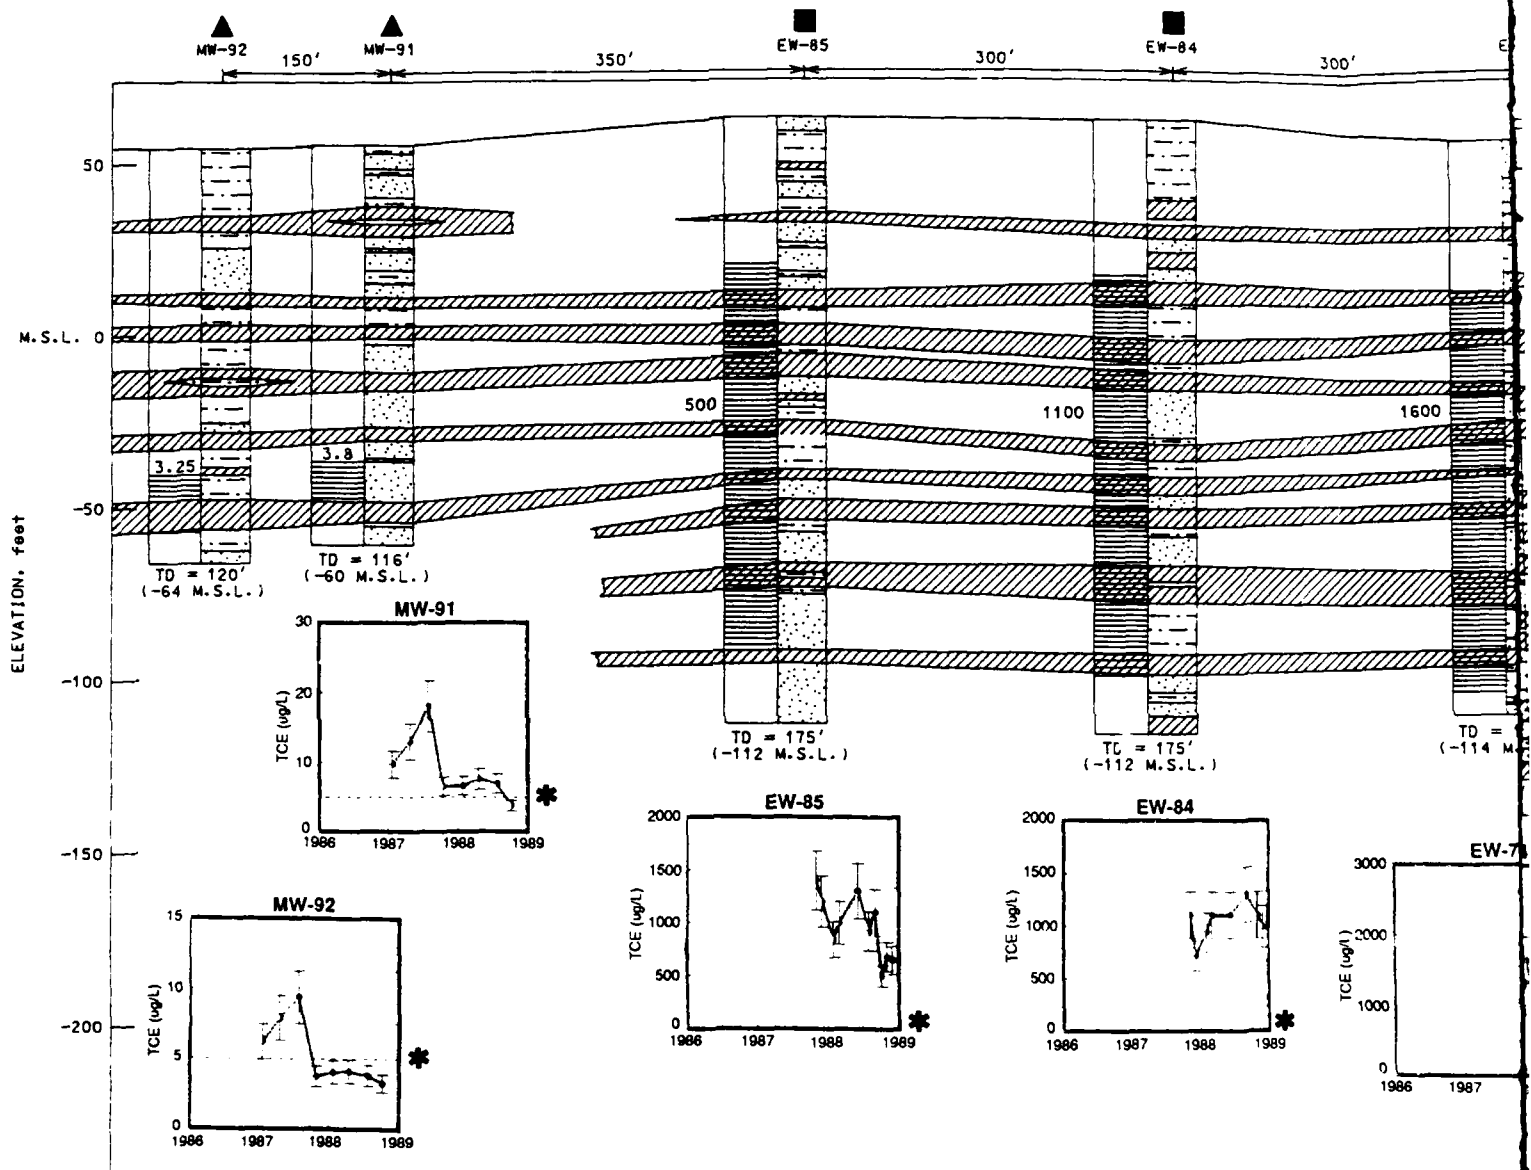 MW-92
MW-91
EW-85
EW-84
150'
350'
300'
300'
50
M.S.L. 0
-50
-100
-150
-200
ELEVATION, feet
500
1100
1600
3.25
3.8
TD = 120'
(-64 M.S.L.)
TD = 116'
(-60 M.S.L.)
TD = 175'
(-112 M.S.L.)
TD = 175'
(-112 M.S.L.)
TD =
(-114 M.
MW-91
30
20
10
5
0
TCE (ug/L)
1986 1987 1988 1989
*
MW-92
15
10
5
0
TCE (ug/L)
1986 1987 1988 1989
*
EW-85
2000
1500
1000
500
0
TCE (ug/L)
1986 1987 1988 1989
*
EW-84
2000
1500
1000
500
0
TCE (ug/L)
1986 1987 1988 1989
*
EW-7
3000
2000
1000
0
TCE (ug/L)
1986 1987